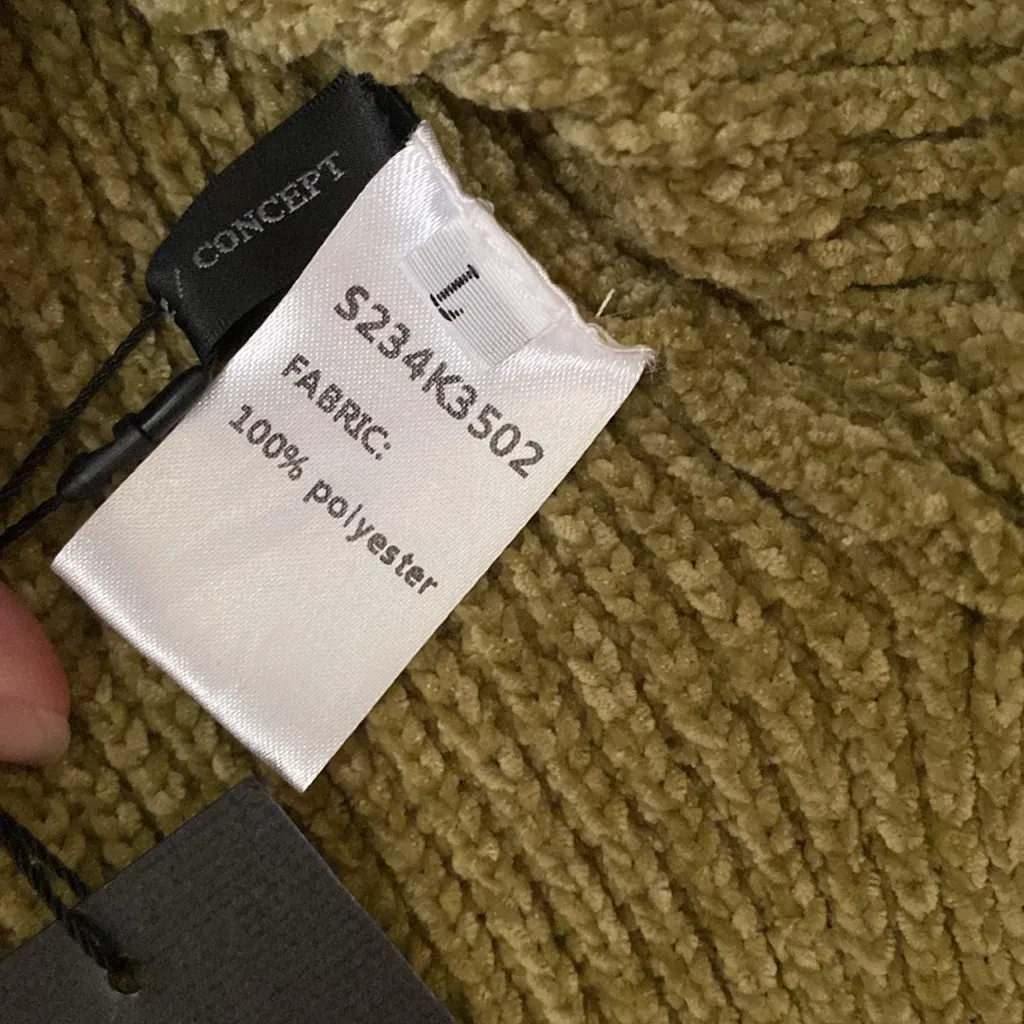 CONCEPT
L
S234K3502
FABRIC:
100% polyester